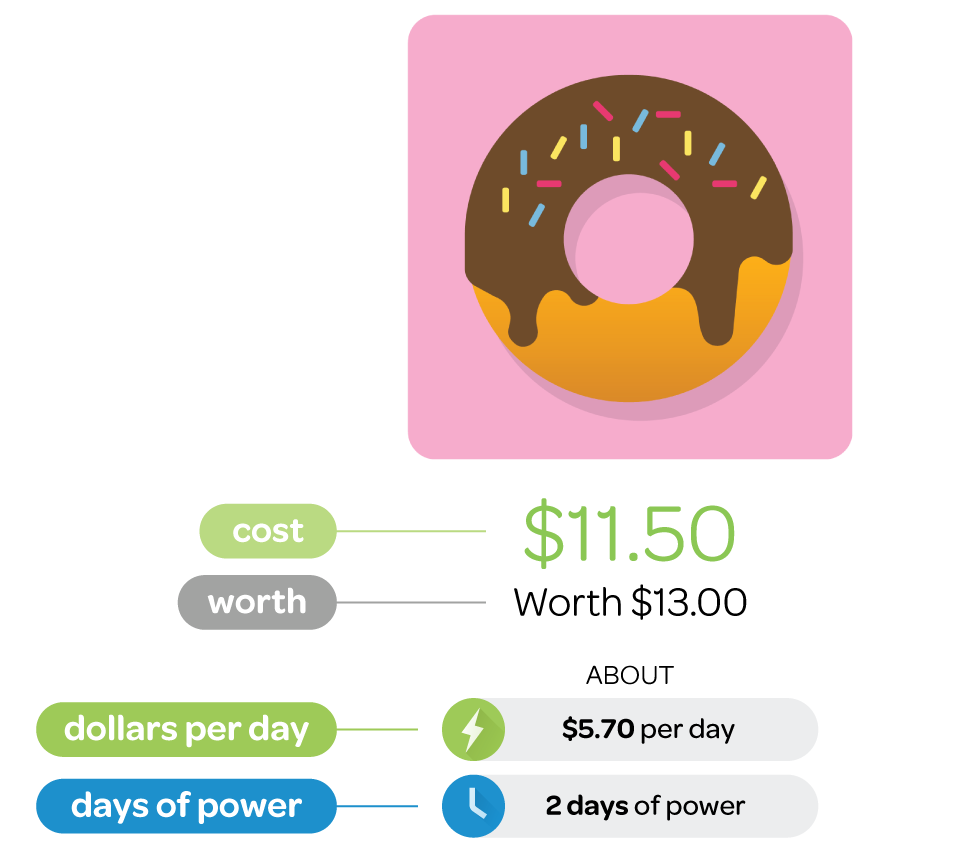 cost $11.50
worth Worth $13.00
ABOUT
dollars per day $5.70 per day
days of power 2 days of power